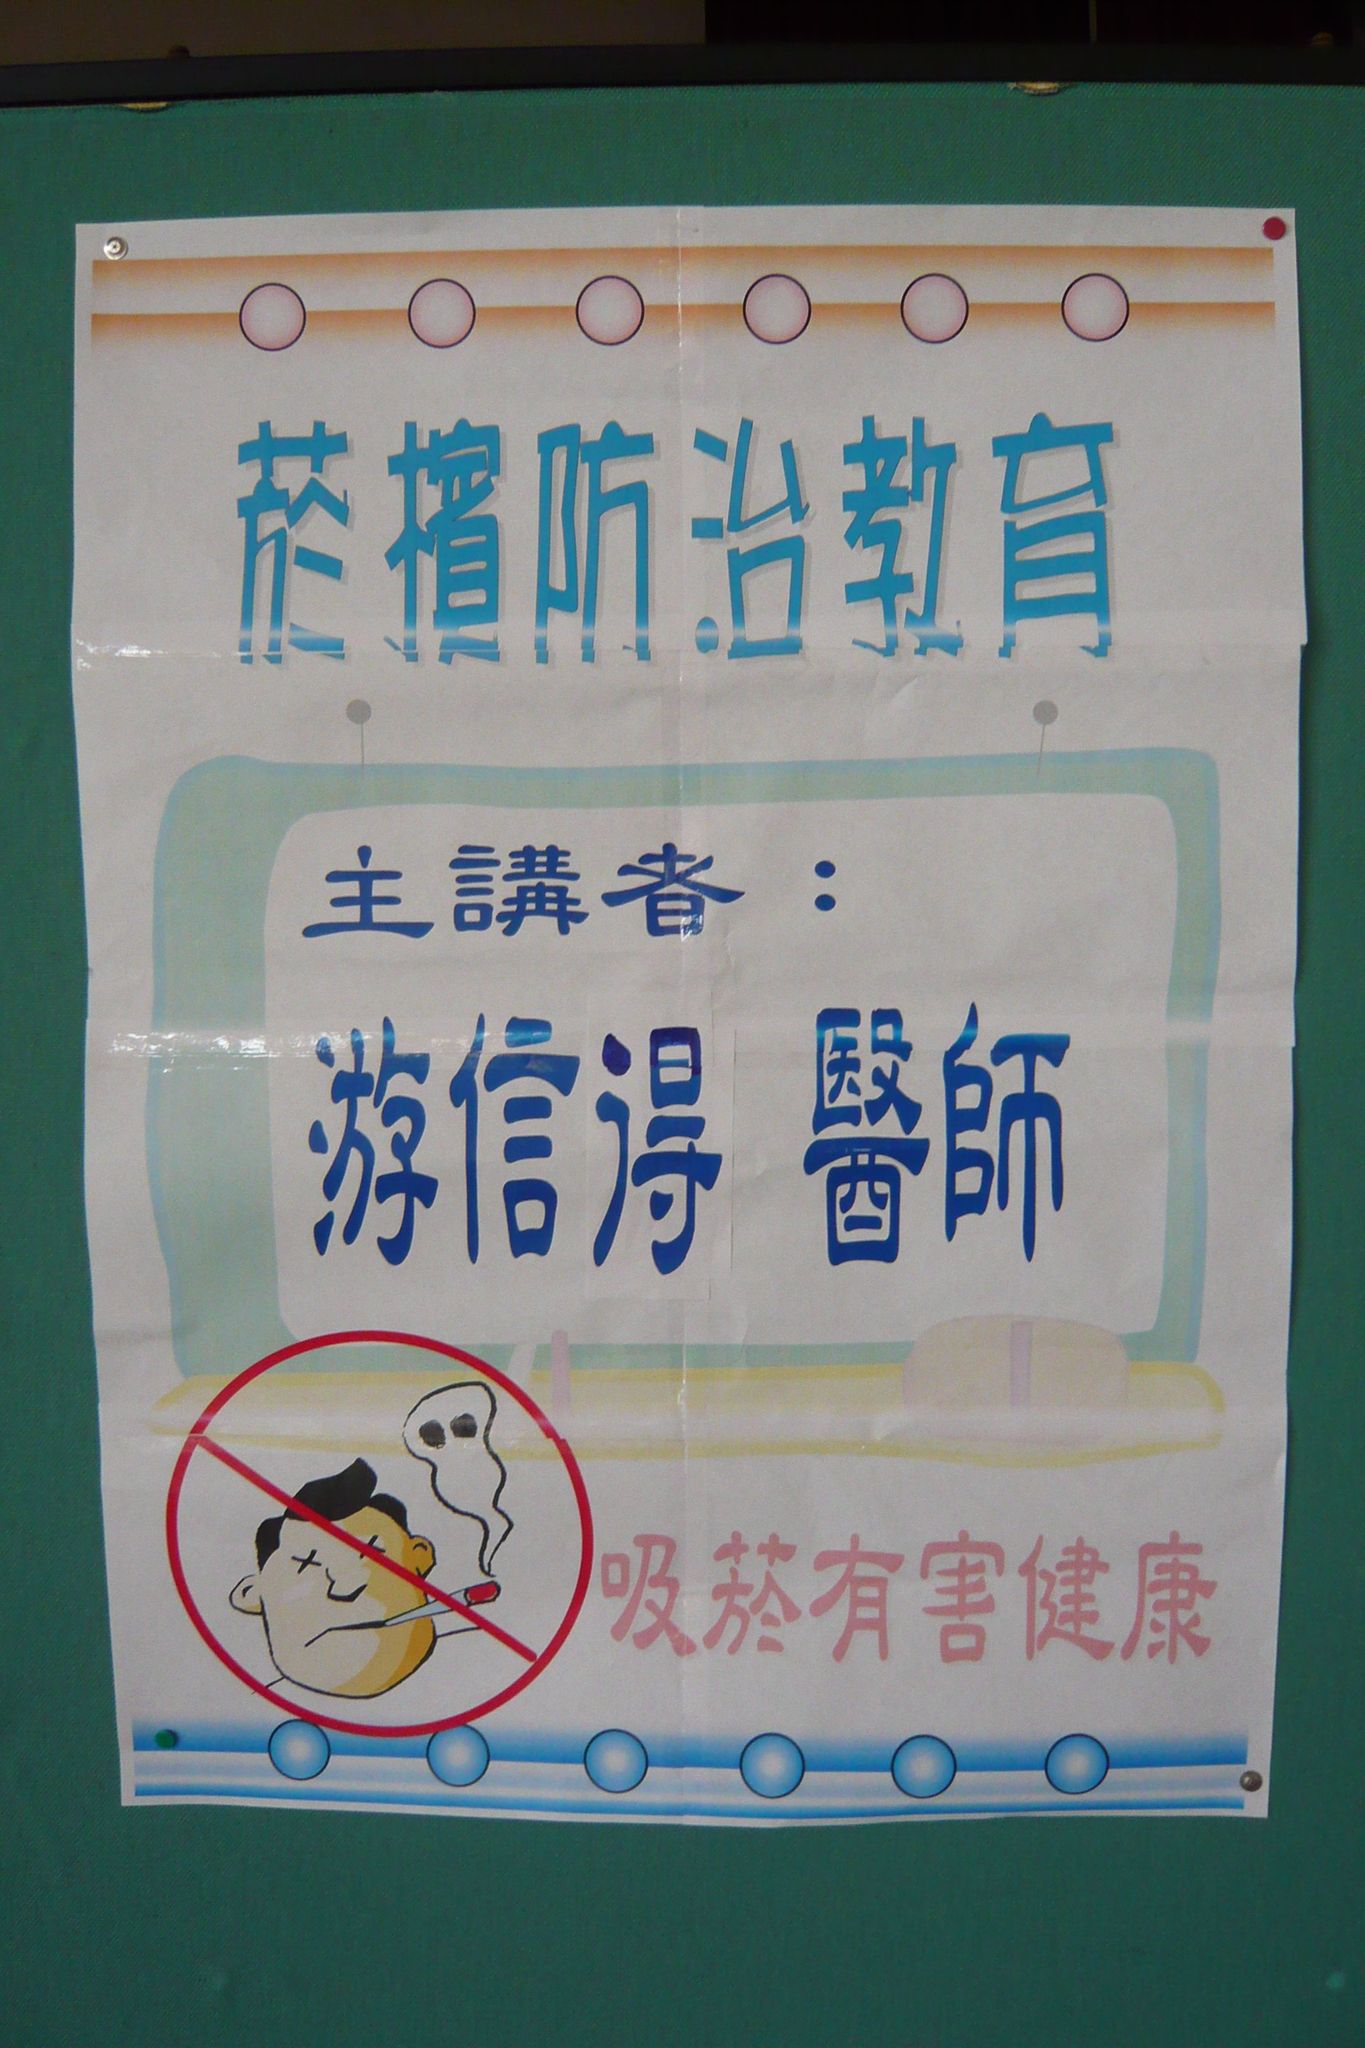 菸檳防治教育
主講者：
游信得 醫師
吸菸有害健康